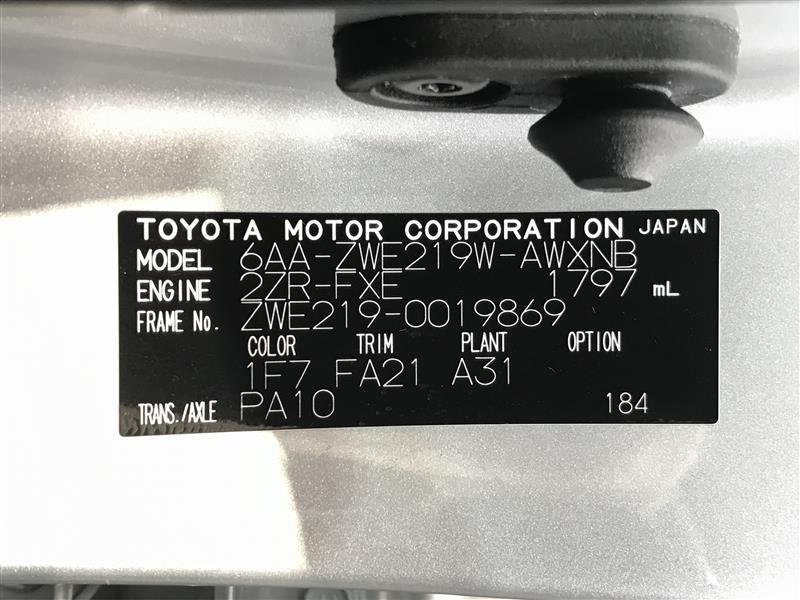 TOYOTA MOTOR CORPORATION JAPAN
MODEL 6AA-ZWE219W-AWXNB
ENGINE 2ZR-FXE 1797 mL
FRAME No. ZWE219-0019869
COLOR TRIM PLANT OPTION
1F7 FA21 A31
TRANS./AXLE PA10 184